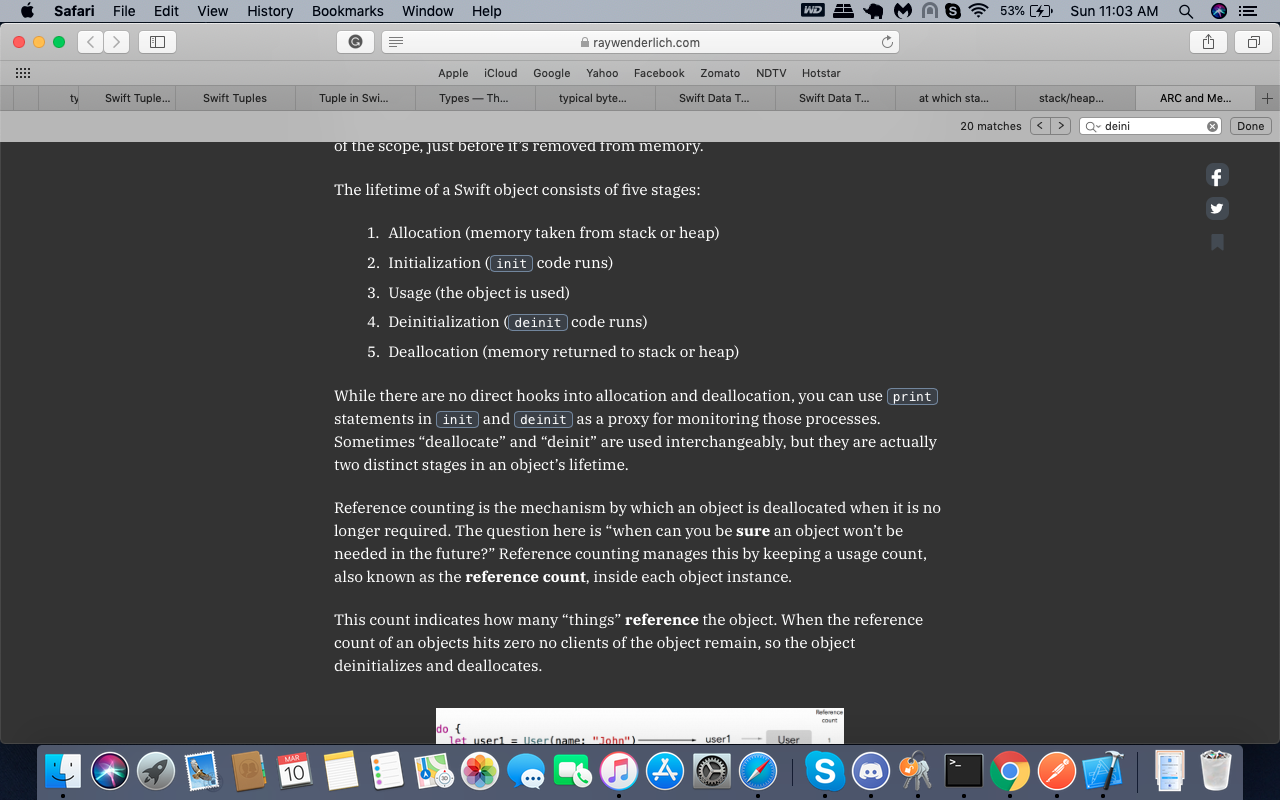 Safari File Edit View History Bookmarks Window Help WD 53% Sun 11:03 AM
raywenderlich.com
Apple iCloud Google Yahoo Facebook Zomato NDTV Hotstar
ty Swift Tuple... Swift Tuples Tuple in Swi... Types — Th... typical byte... Swift Data T... Swift Data T... at which sta... stack/heap... ARC and Me...
20 matches deini Done
of the scope, just before it’s removed from memory.
The lifetime of a Swift object consists of five stages:
1. Allocation (memory taken from stack or heap)
2. Initialization (init code runs)
3. Usage (the object is used)
4. Deinitialization (deinit code runs)
5. Deallocation (memory returned to stack or heap)
While there are no direct hooks into allocation and deallocation, you can use print
statements in init and deinit as a proxy for monitoring those processes.
Sometimes “deallocate” and “deinit” are used interchangeably, but they are actually
two distinct stages in an object’s lifetime.
Reference counting is the mechanism by which an object is deallocated when it is no
longer required. The question here is “when can you be sure an object won’t be
needed in the future?” Reference counting manages this by keeping a usage count,
also known as the reference count, inside each object instance.
This count indicates how many “things” reference the object. When the reference
count of an objects hits zero no clients of the object remain, so the object
deinitializes and deallocates.
Reference
count
do {
let user1 = User(name: "John") user1 User 1
MAR
10